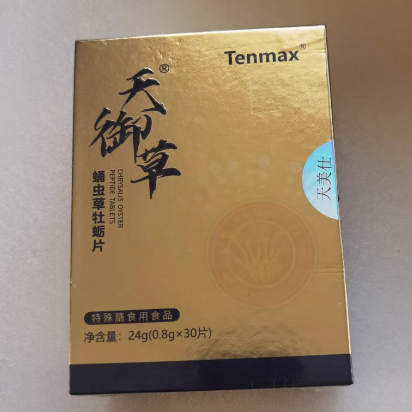 Tenmax®
天御草®
蛹虫草牡蛎片
CHRYSALIS OISTER
PEPTIDE TABLETS
天美仕
特殊膳食用食品
净含量：24g(0.8g×30片)